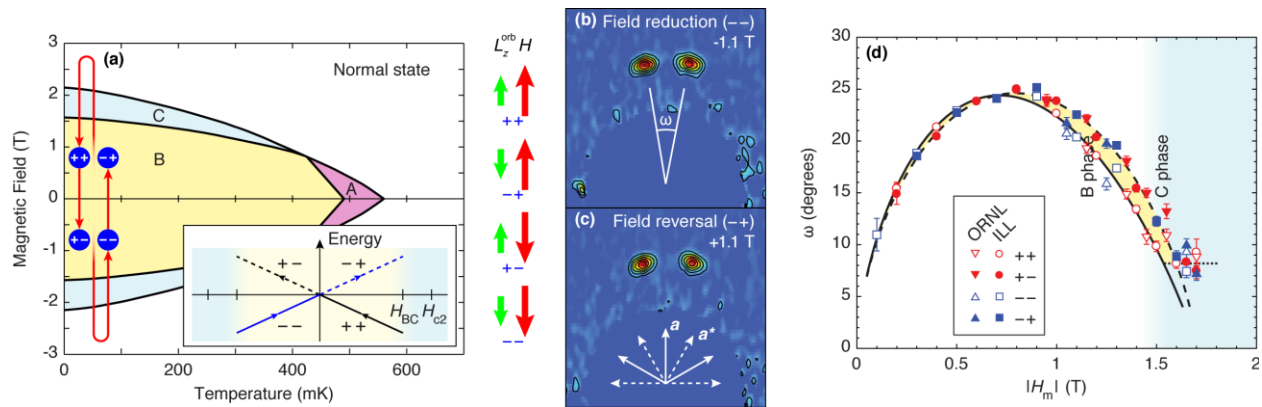 (a)
Normal state
C
B
A
++
-+
+-
--
Magnetic Field (T)
3
2
1
0
-1
-2
-3
0
200
400
600
Temperature (mK)
Energy
+-
-+
--
++
H_BC
H_c2
L_z^orb H
++
-+
+-
--
(b) Field reduction (--)
-1.1 T
ω
(c) Field reversal (-+)
+1.1 T
a
a*
(d)
ω (degrees)
30
25
20
15
10
5
0
B phase
C phase
ORNL
ILL
++
+-
--
-+
0
0.5
1
1.5
2
|H_m| (T)